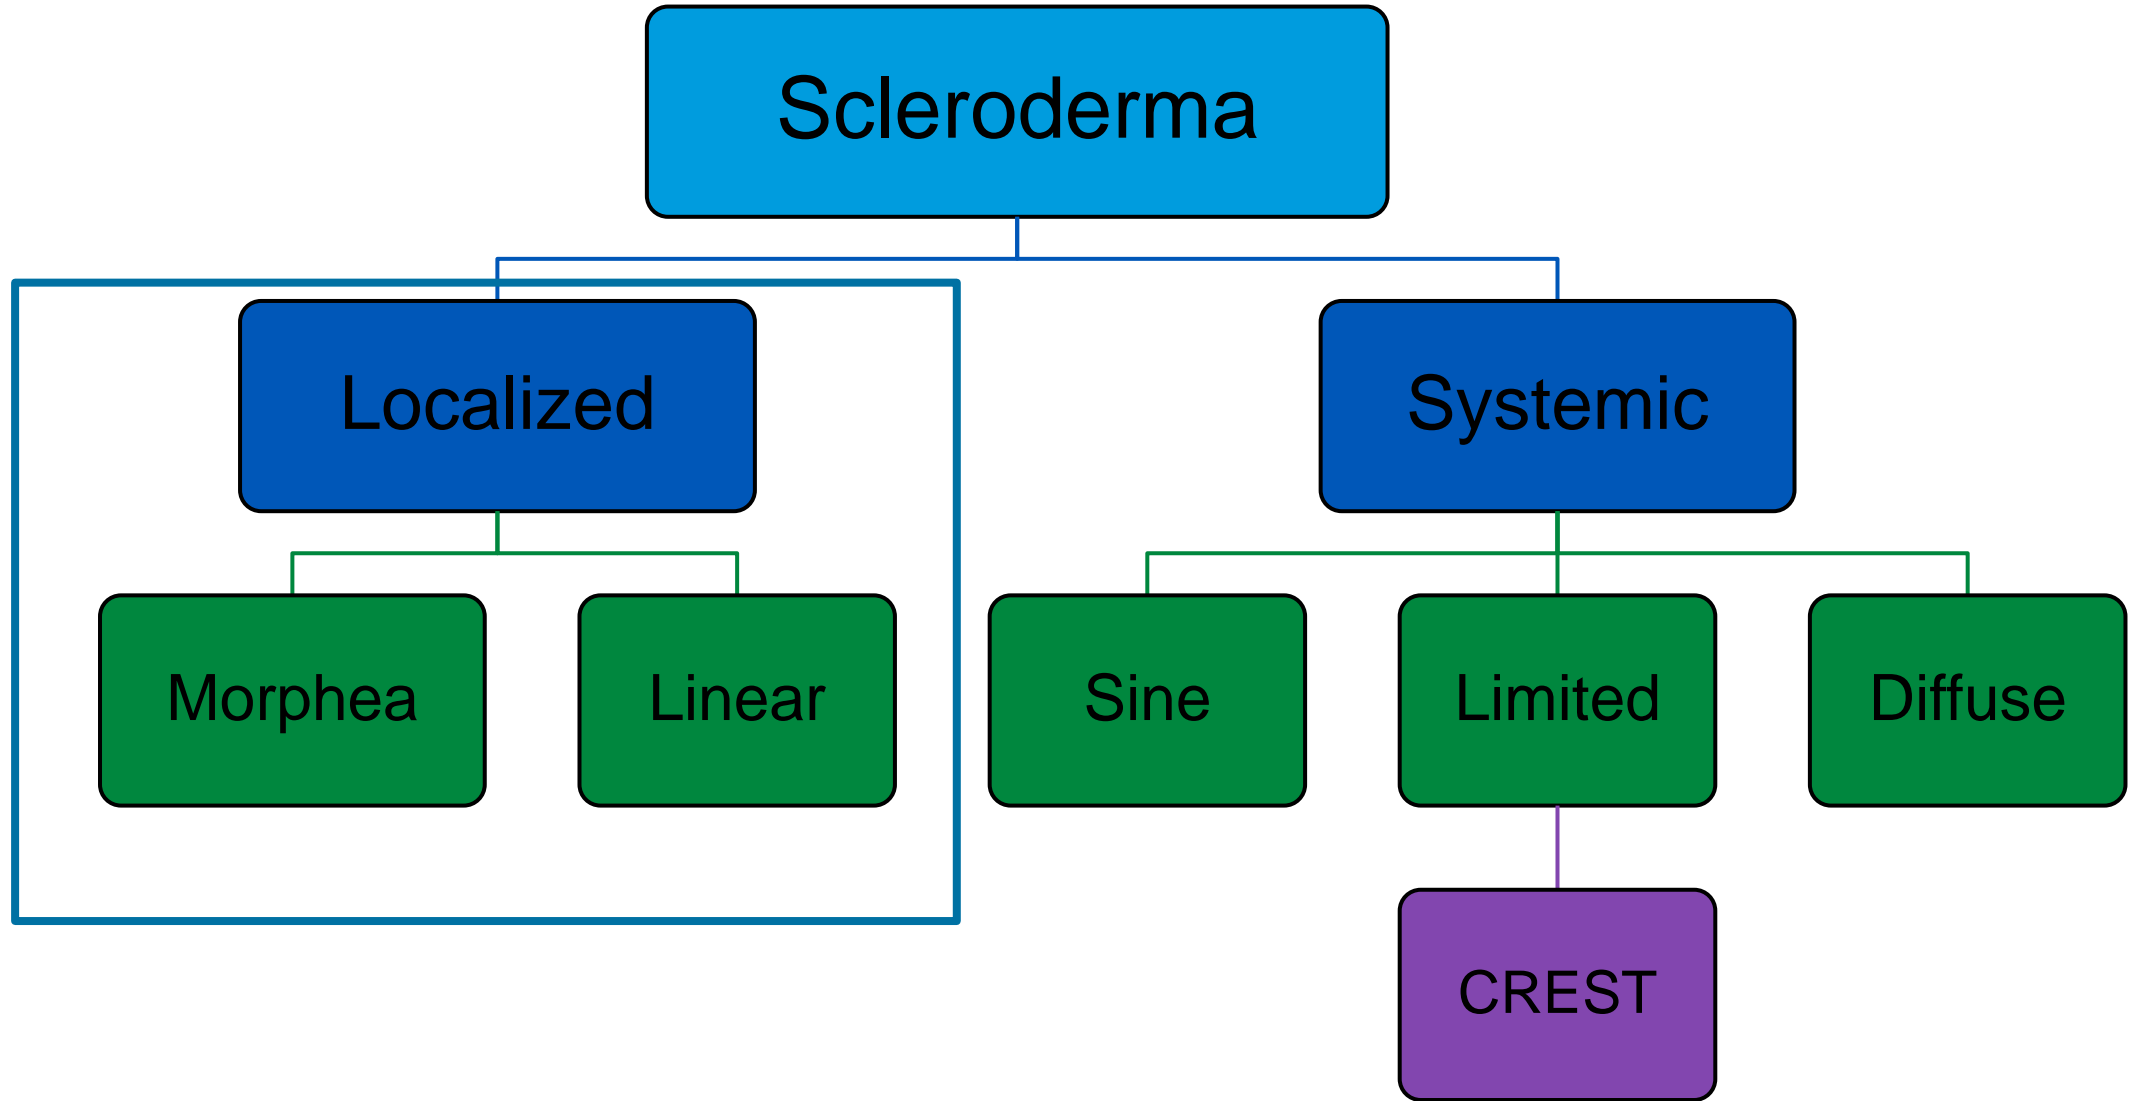 Scleroderma
Localized
Systemic
Morphea
Linear
Sine
Limited
Diffuse
CREST